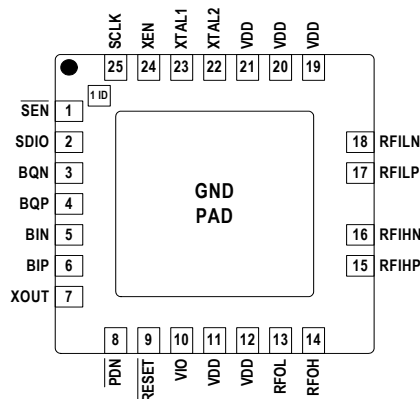 SCLK
XEN
XTAL1
XTAL2
VDD
VDD
VDD
25
24
23
22
21
20
19
1 ID
SEN 1
SDIO 2
BQN 3
BQP 4
BIN 5
BIP 6
XOUT 7
GND
PAD
18 RFILN
17 RFILP
16 RFIHN
15 RFIHP
8
9
10
11
12
13
14
PDN
RESET
VIO
VDD
VDD
RFOL
RFOH